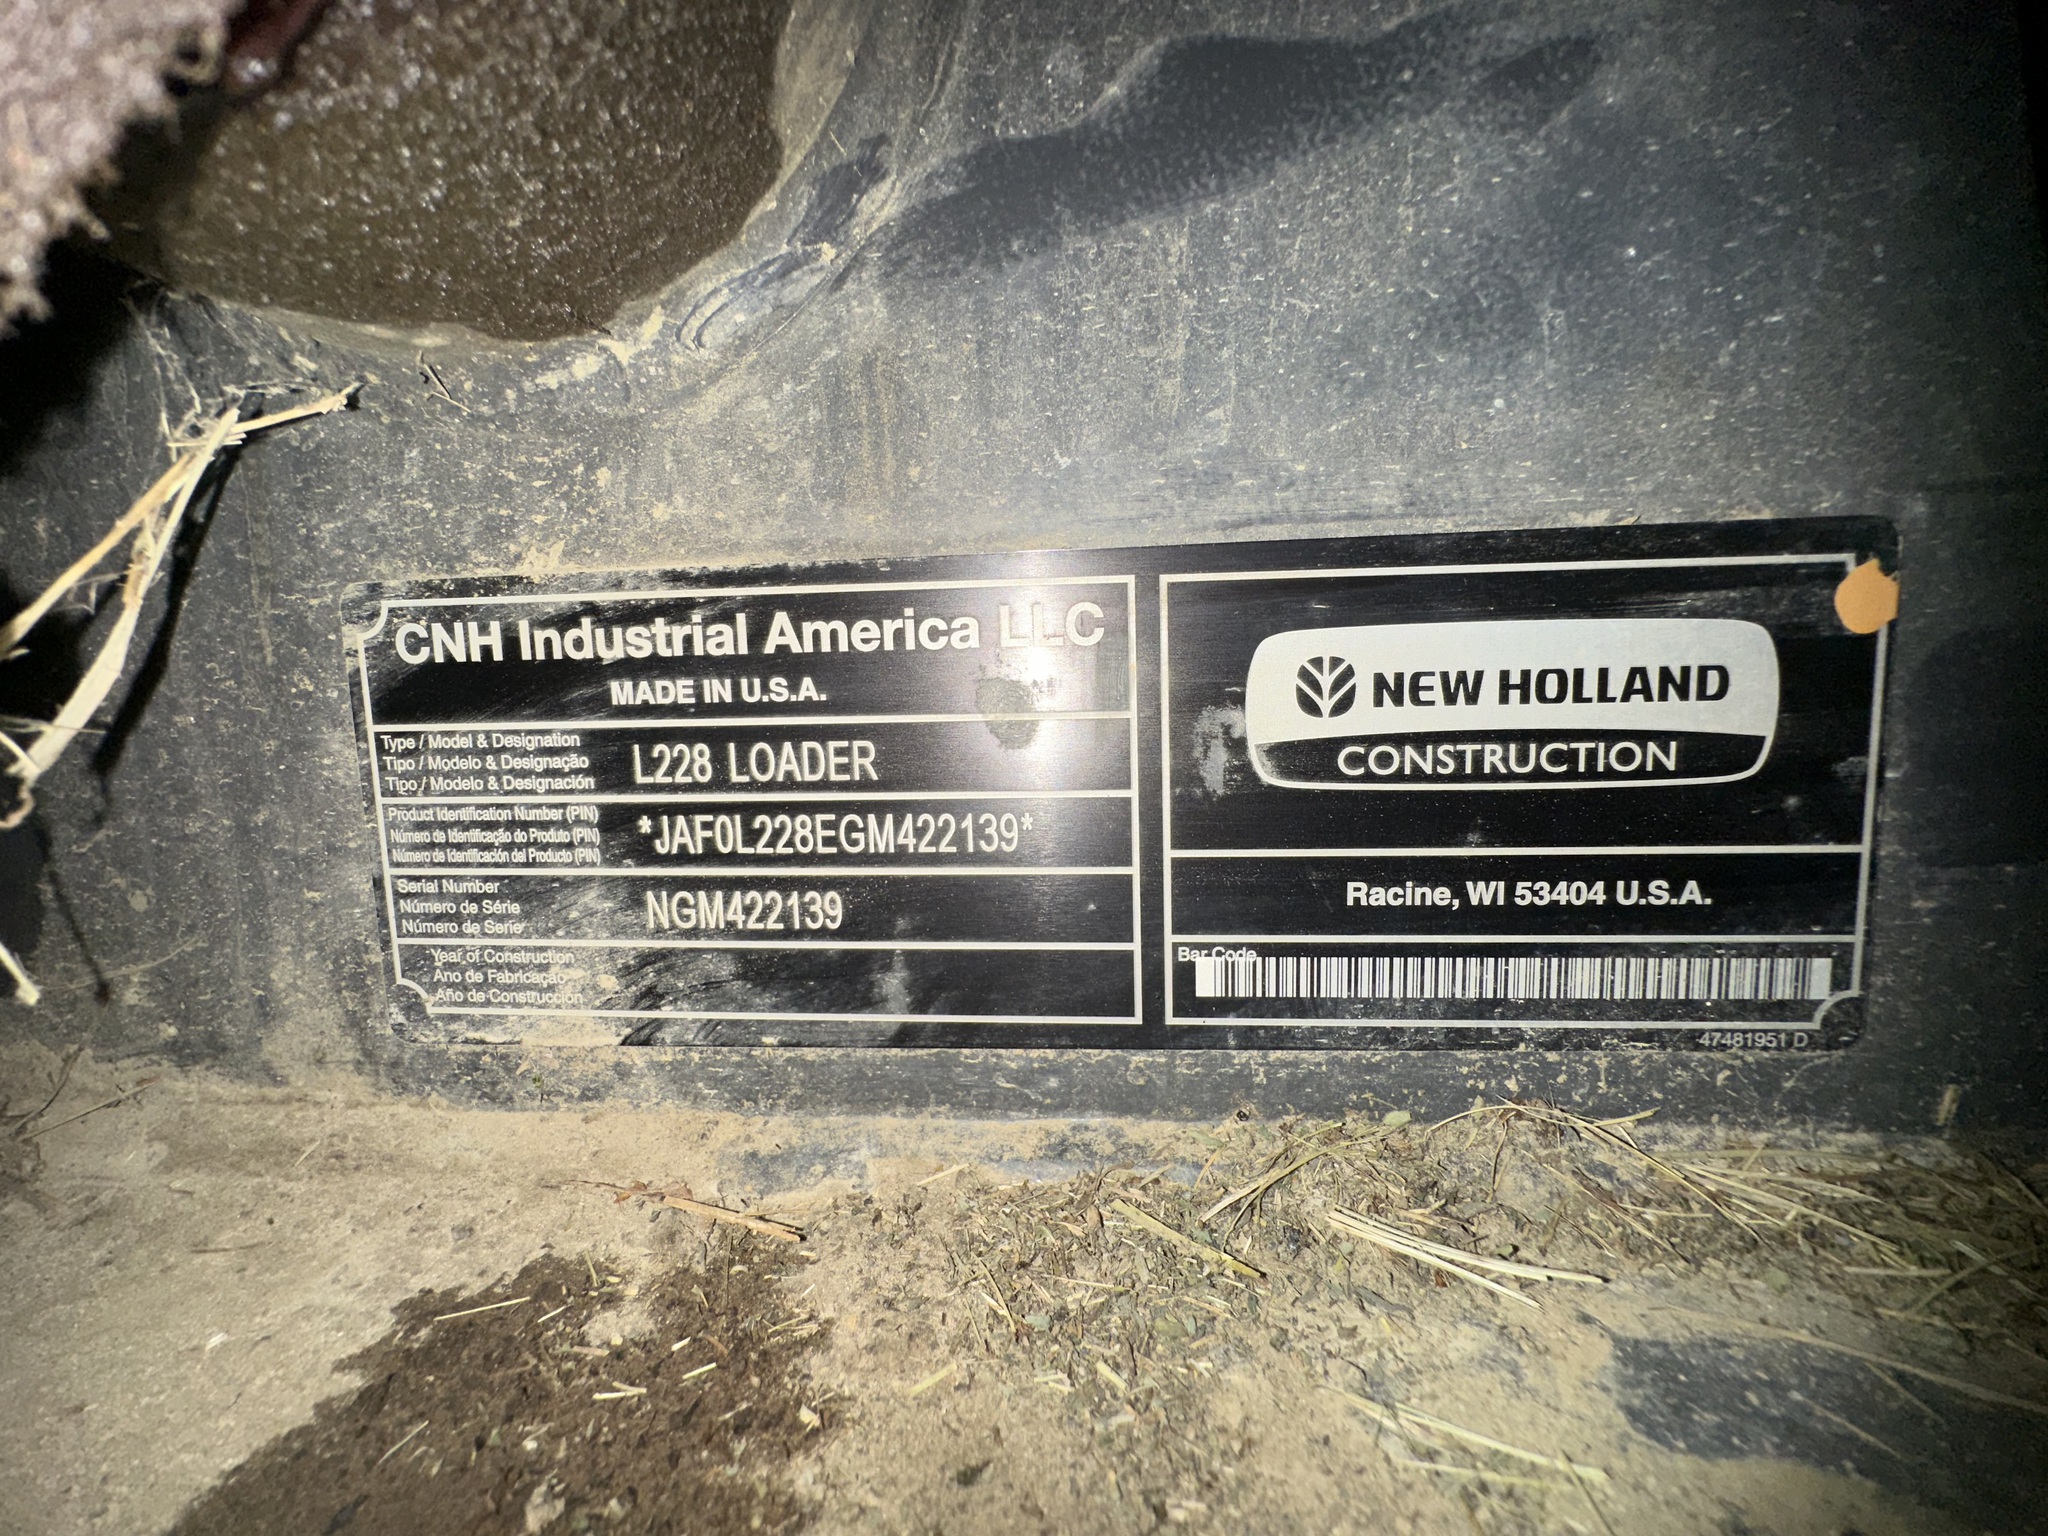 CNH Industrial America LLC
MADE IN U.S.A.
Type / Model & Designation
Tipo / Modelo & Designação
Tipo / Modelo & Designación
L228 LOADER
Product Identification Number (PIN)
Número de Identificação do Produto (PIN)
Número de Identificación del Producto (PIN)
*JAF0L228EGM422139*
Serial Number
Número de Série
Número de Serie
NGM422139
Year of Construction
Ano de Fabricação
Año de Construcción
NEW HOLLAND
CONSTRUCTION
Racine, WI 53404 U.S.A.
Bar Code
47481951 D